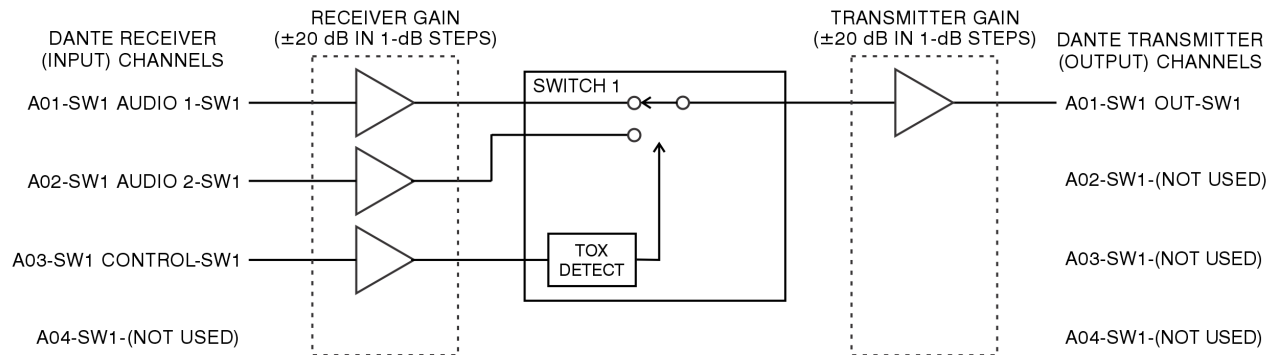 RECEIVER GAIN
(±20 dB IN 1-dB STEPS)
TRANSMITTER GAIN
(±20 dB IN 1-dB STEPS)
DANTE RECEIVER
(INPUT) CHANNELS
DANTE TRANSMITTER
(OUTPUT) CHANNELS
SWITCH 1
A01-SW1 AUDIO 1-SW1
A01-SW1 OUT-SW1
A02-SW1 AUDIO 2-SW1
A02-SW1-(NOT USED)
A03-SW1 CONTROL-SW1
TOX
DETECT
A03-SW1-(NOT USED)
A04-SW1-(NOT USED)
A04-SW1-(NOT USED)